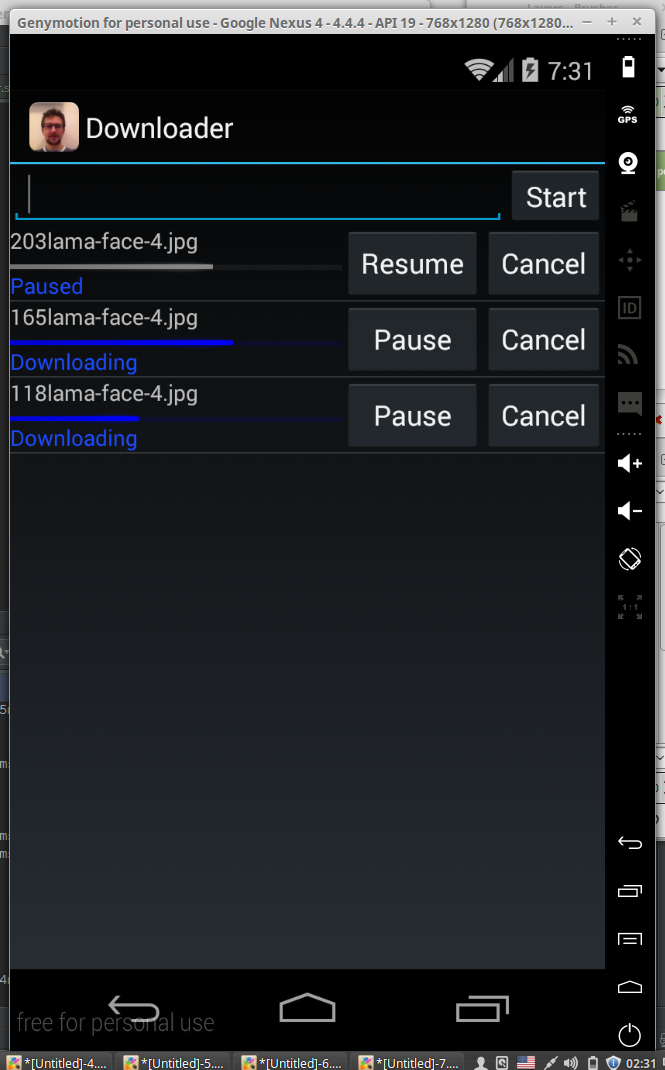 Genymotion for personal use - Google Nexus 4 - 4.4.4 - API 19 - 768x1280 (768x1280...
7:31
GPS
Downloader
Start
203lama-face-4.jpg
Resume
Cancel
Paused
165lama-face-4.jpg
Pause
Cancel
Downloading
118lama-face-4.jpg
Pause
Cancel
Downloading
ID
1:1
free for personal use
*[Untitled]-4.... *[Untitled]-5.... *[Untitled]-6.... *[Untitled]-7.... 02:31